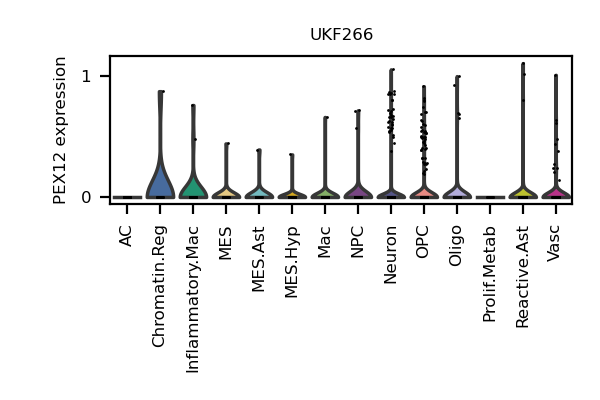 UKF266
PEX12 expression
1
0
AC
Chromatin.Reg
Inflammatory.Mac
MES
MES.Ast
MES.Hyp
Mac
NPC
Neuron
OPC
Oligo
Prolif.Metab
Reactive.Ast
Vasc